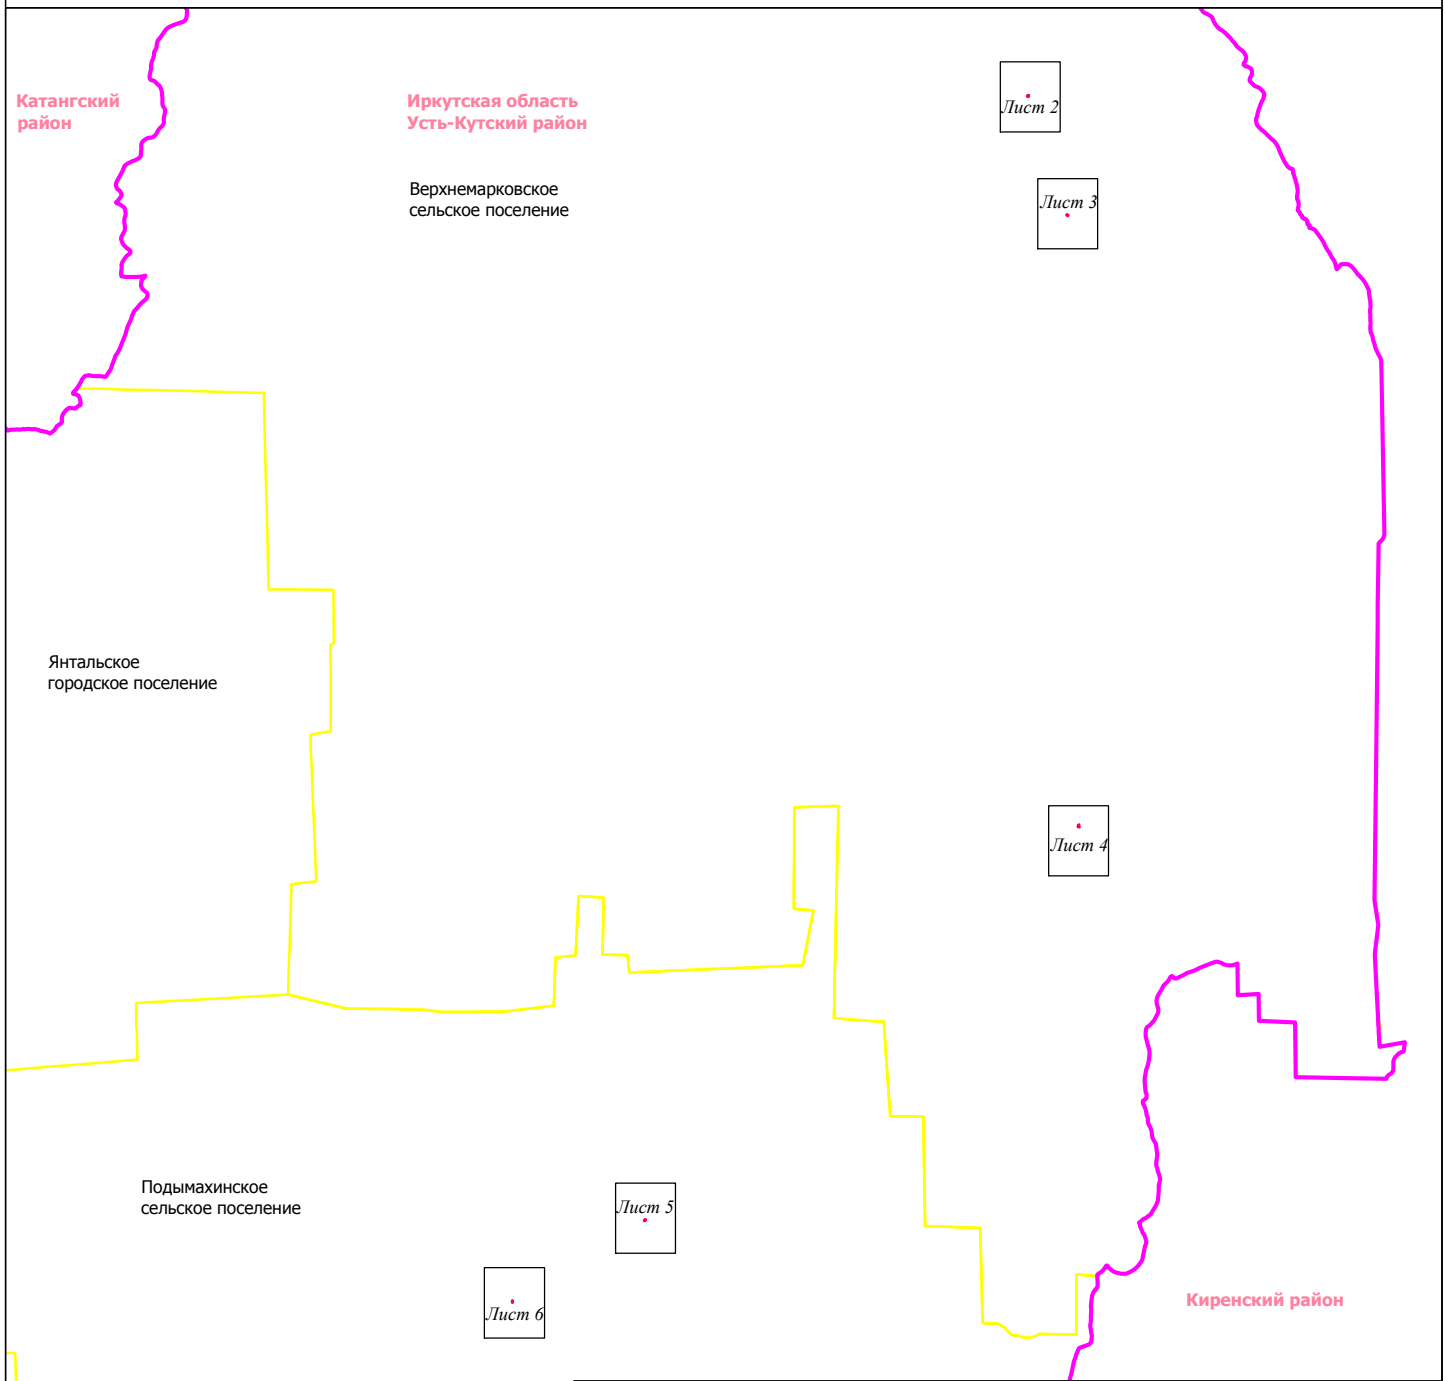 Катангский
район
Иркутская область
Усть-Кутский район
Лист 2
Верхнемарковское
сельское поселение
Лист 3
Янтальское
городское поселение
Лист 4
Подымахинское
сельское поселение
Лист 5
Лист 6
Киренский район